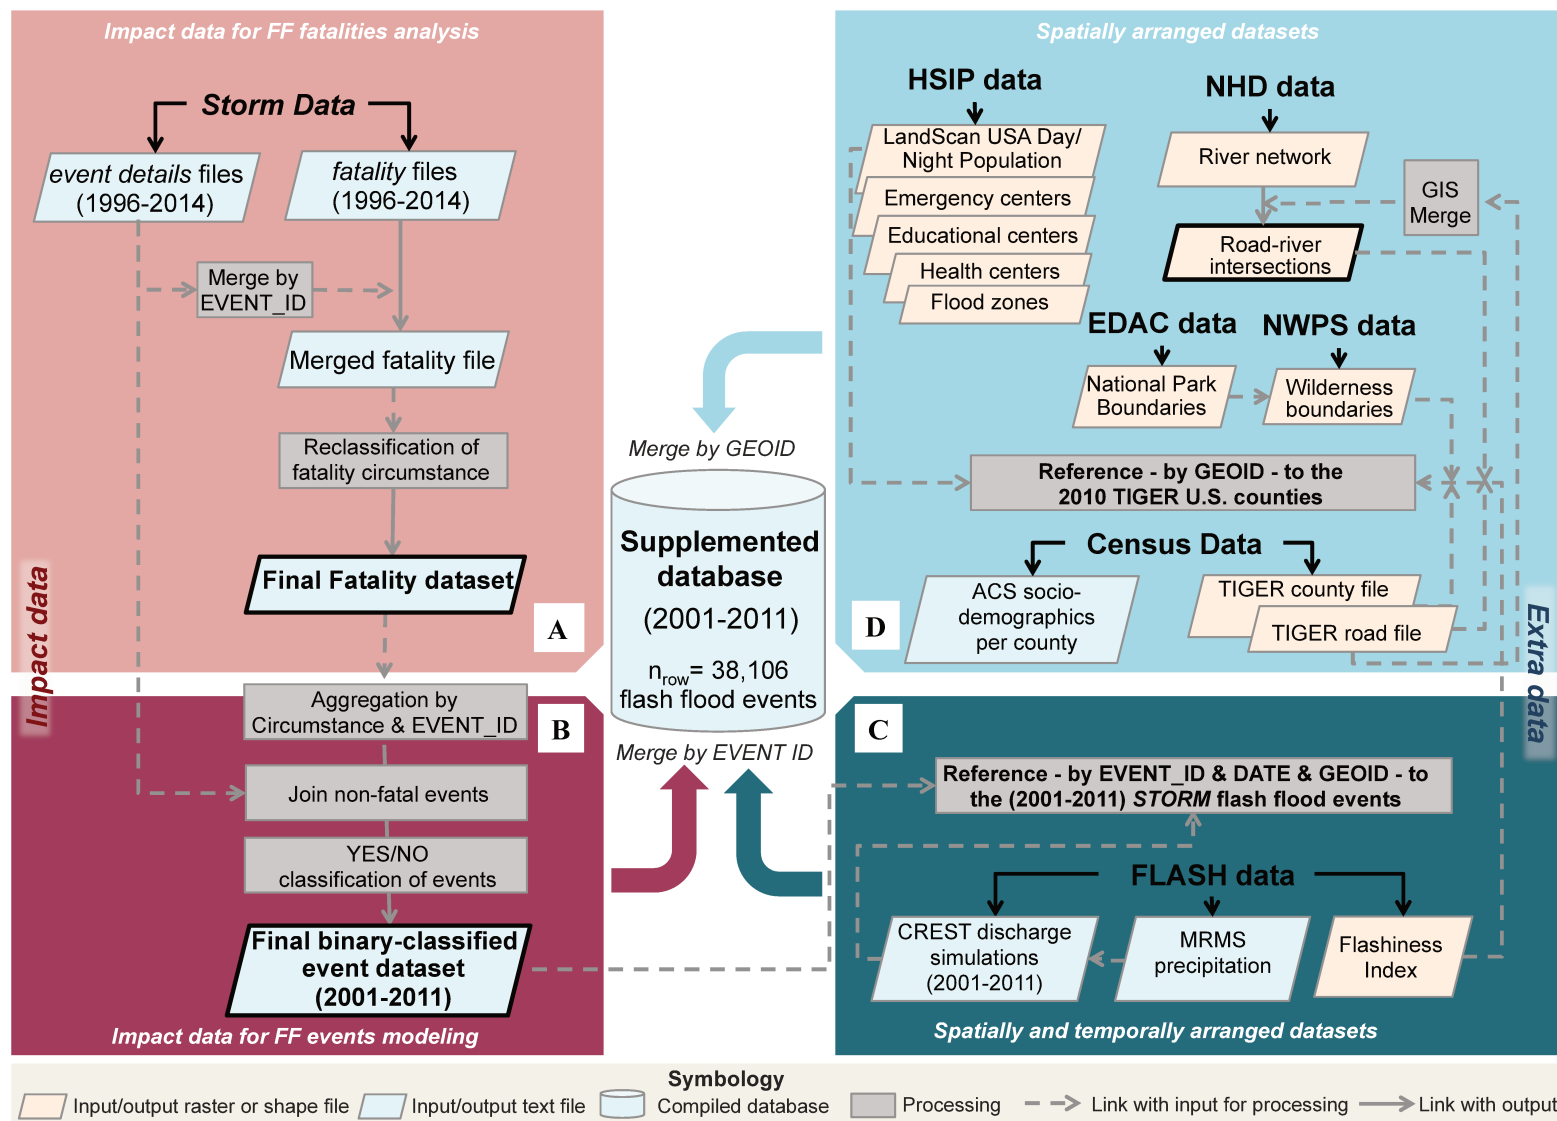 Impact data for FF fatalities analysis
Storm Data
event details files
(1996-2014)
fatality files
(1996-2014)
Merge by
EVENT_ID
Merged fatality file
Reclassification of
fatality circumstance
Final Fatality dataset
A
Impact data
Aggregation by
Circumstance & EVENT_ID
B
Join non-fatal events
YES/NO
classification of events
Final binary-classified
event dataset
(2001-2011)
Impact data for FF events modeling
Merge by GEOID
Supplemented
database
(2001-2011)
nrow= 38,106
flash flood events
Merge by EVENT ID
Spatially arranged datasets
HSIP data
LandScan USA Day/
Night Population
Emergency centers
Educational centers
Health centers
Flood zones
NHD data
River network
GIS
Merge
Road-river
intersections
EDAC data
National Park
Boundaries
NWPS data
Wilderness
boundaries
Reference - by GEOID - to the
2010 TIGER U.S. counties
Census Data
ACS socio-
demographics
per county
TIGER county file
TIGER road file
D
Extra data
C
Reference - by EVENT_ID & DATE & GEOID - to
the (2001-2011) STORM flash flood events
FLASH data
CREST discharge
simulations
(2001-2011)
MRMS
precipitation
Flashiness
Index
Spatially and temporally arranged datasets
Symbology
Input/output raster or shape file
Input/output text file
Compiled database
Processing
Link with input for processing
Link with output